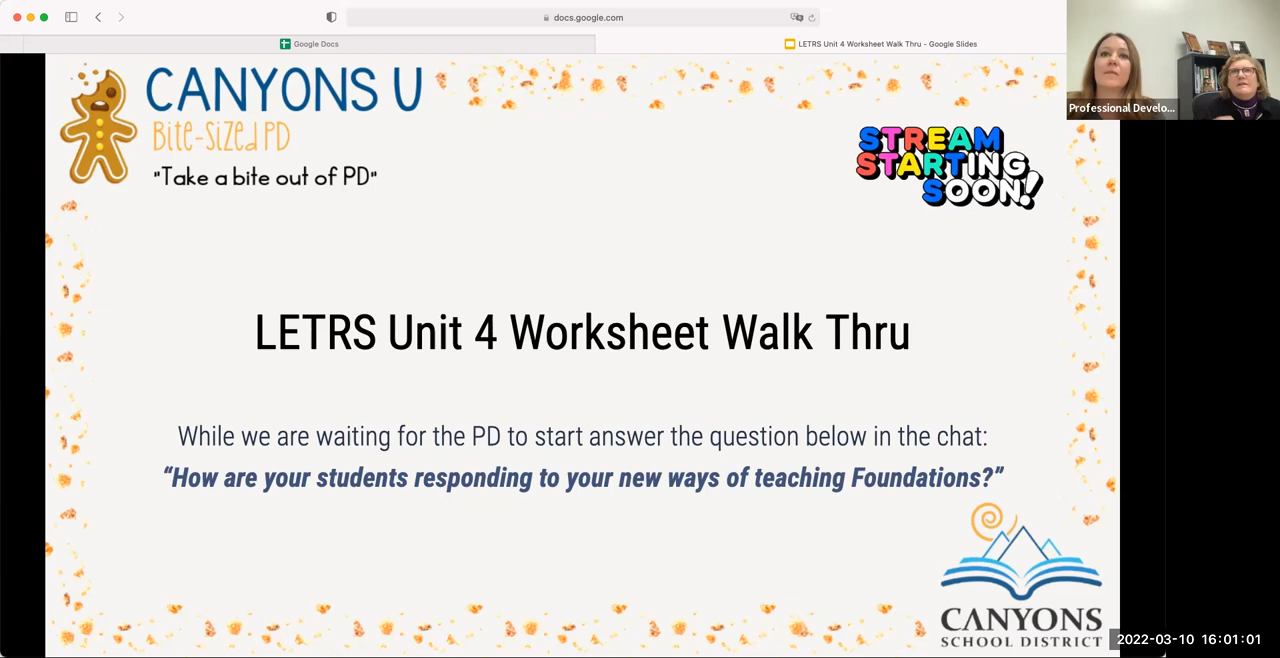 docs.google.com
Google Docs
LETRS Unit 4 Worksheet Walk Thru - Google Slides
Professional Develo...
CANYONS U
Bite-Sized PD
"Take a bite out of PD"
STREAM
STARTING
SOON!
LETRS Unit 4 Worksheet Walk Thru
While we are waiting for the PD to start answer the question below in the chat:
“How are your students responding to your new ways of teaching Foundations?”
CANYONS
SCHOOL DISTRICT
2022-03-10 16:01:01